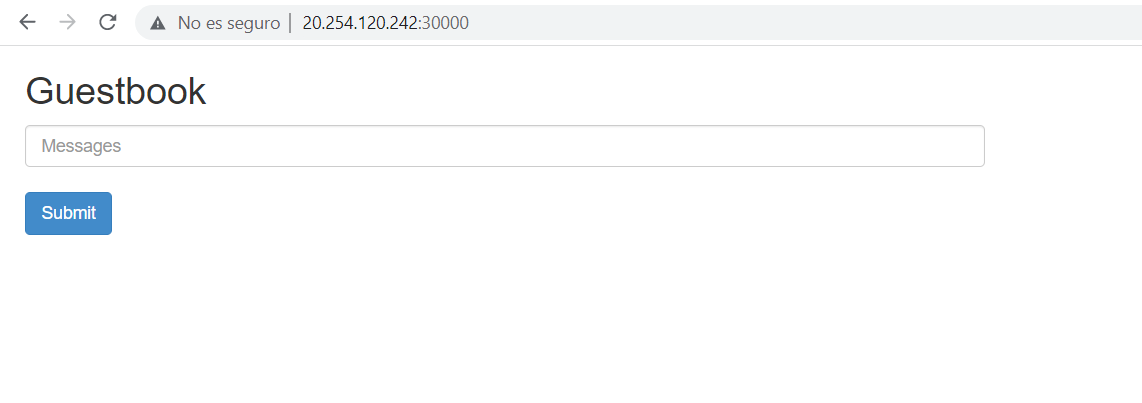 No es seguro | 20.254.120.242:30000
Guestbook
Messages
Submit